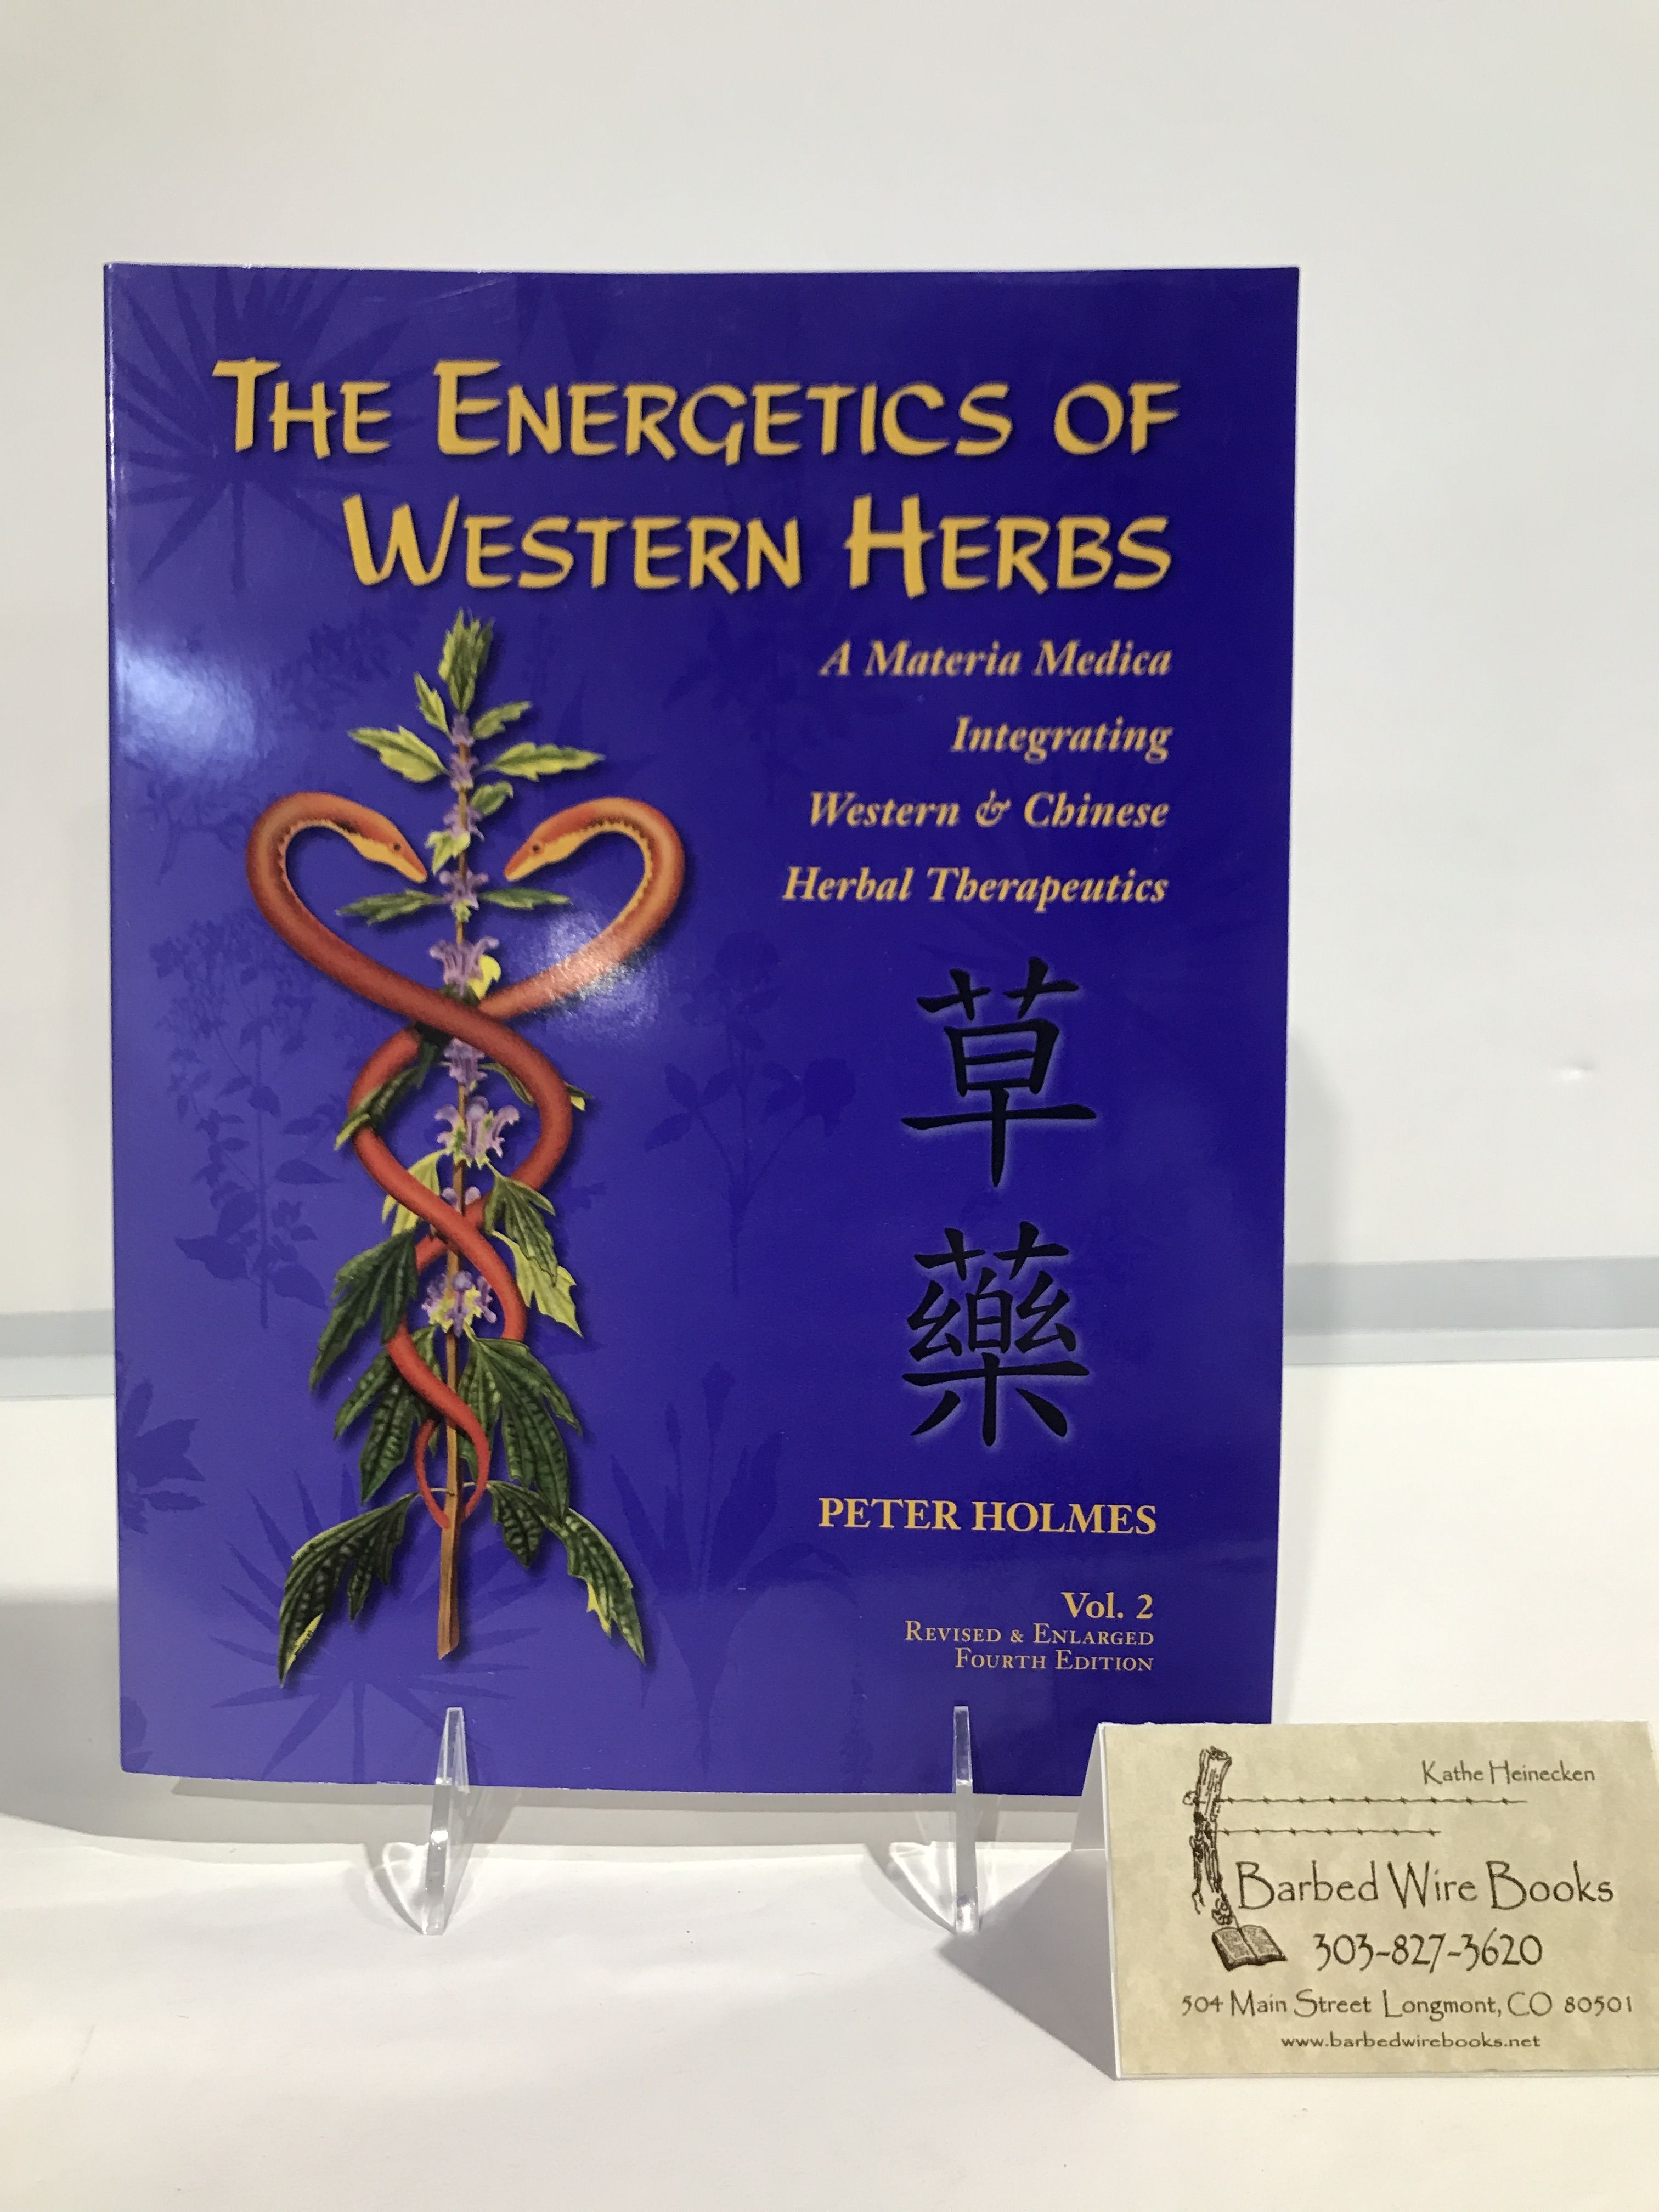 THE ENERGETICS OF
WESTERN HERBS
A Materia Medica
Integrating
Western & Chinese
Herbal Therapeutics
草
藥
PETER HOLMES
Vol. 2
REVISED & ENLARGED
FOURTH EDITION
Kathe Heinecken
Barbed Wire Books
303-827-3620
504 Main Street Longmont, CO 80501
www.barbedwirebooks.net